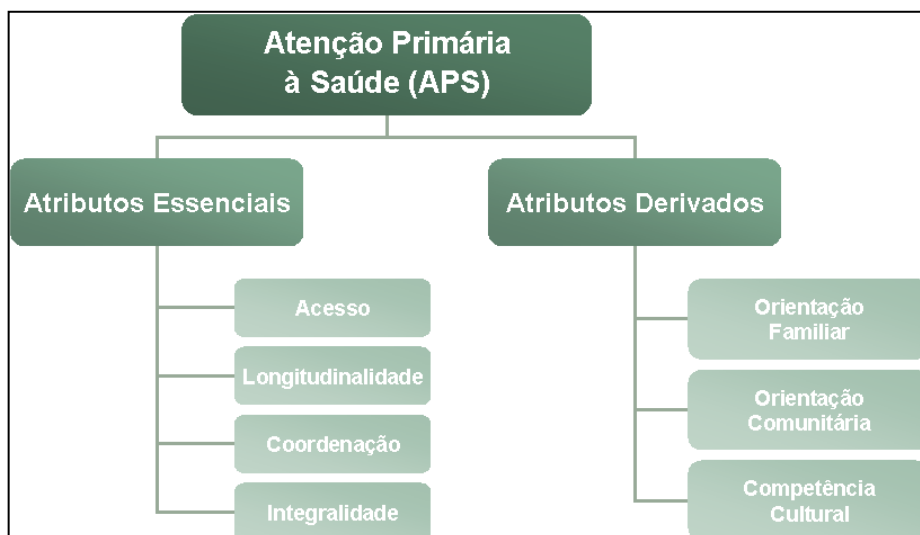 Atenção Primária
à Saúde (APS)
Atributos Essenciais
Acesso
Longitudinalidade
Coordenação
Integralidade
Atributos Derivados
Orientação
Familiar
Orientação
Comunitária
Competência
Cultural